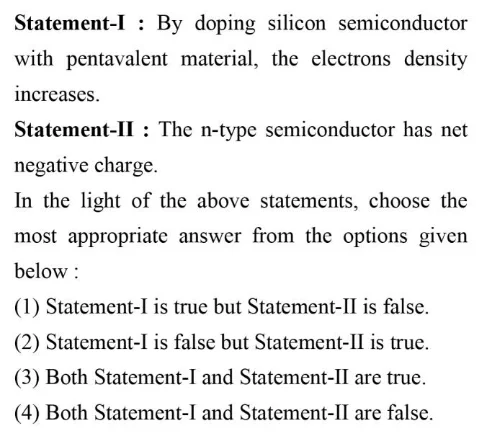 Statement-I : By doping silicon semiconductor
with pentavalent material, the electrons density
increases.
Statement-II : The n-type semiconductor has net
negative charge.
In the light of the above statements, choose the
most appropriate answer from the options given
below :
(1) Statement-I is true but Statement-II is false.
(2) Statement-I is false but Statement-II is true.
(3) Both Statement-I and Statement-II are true.
(4) Both Statement-I and Statement-II are false.